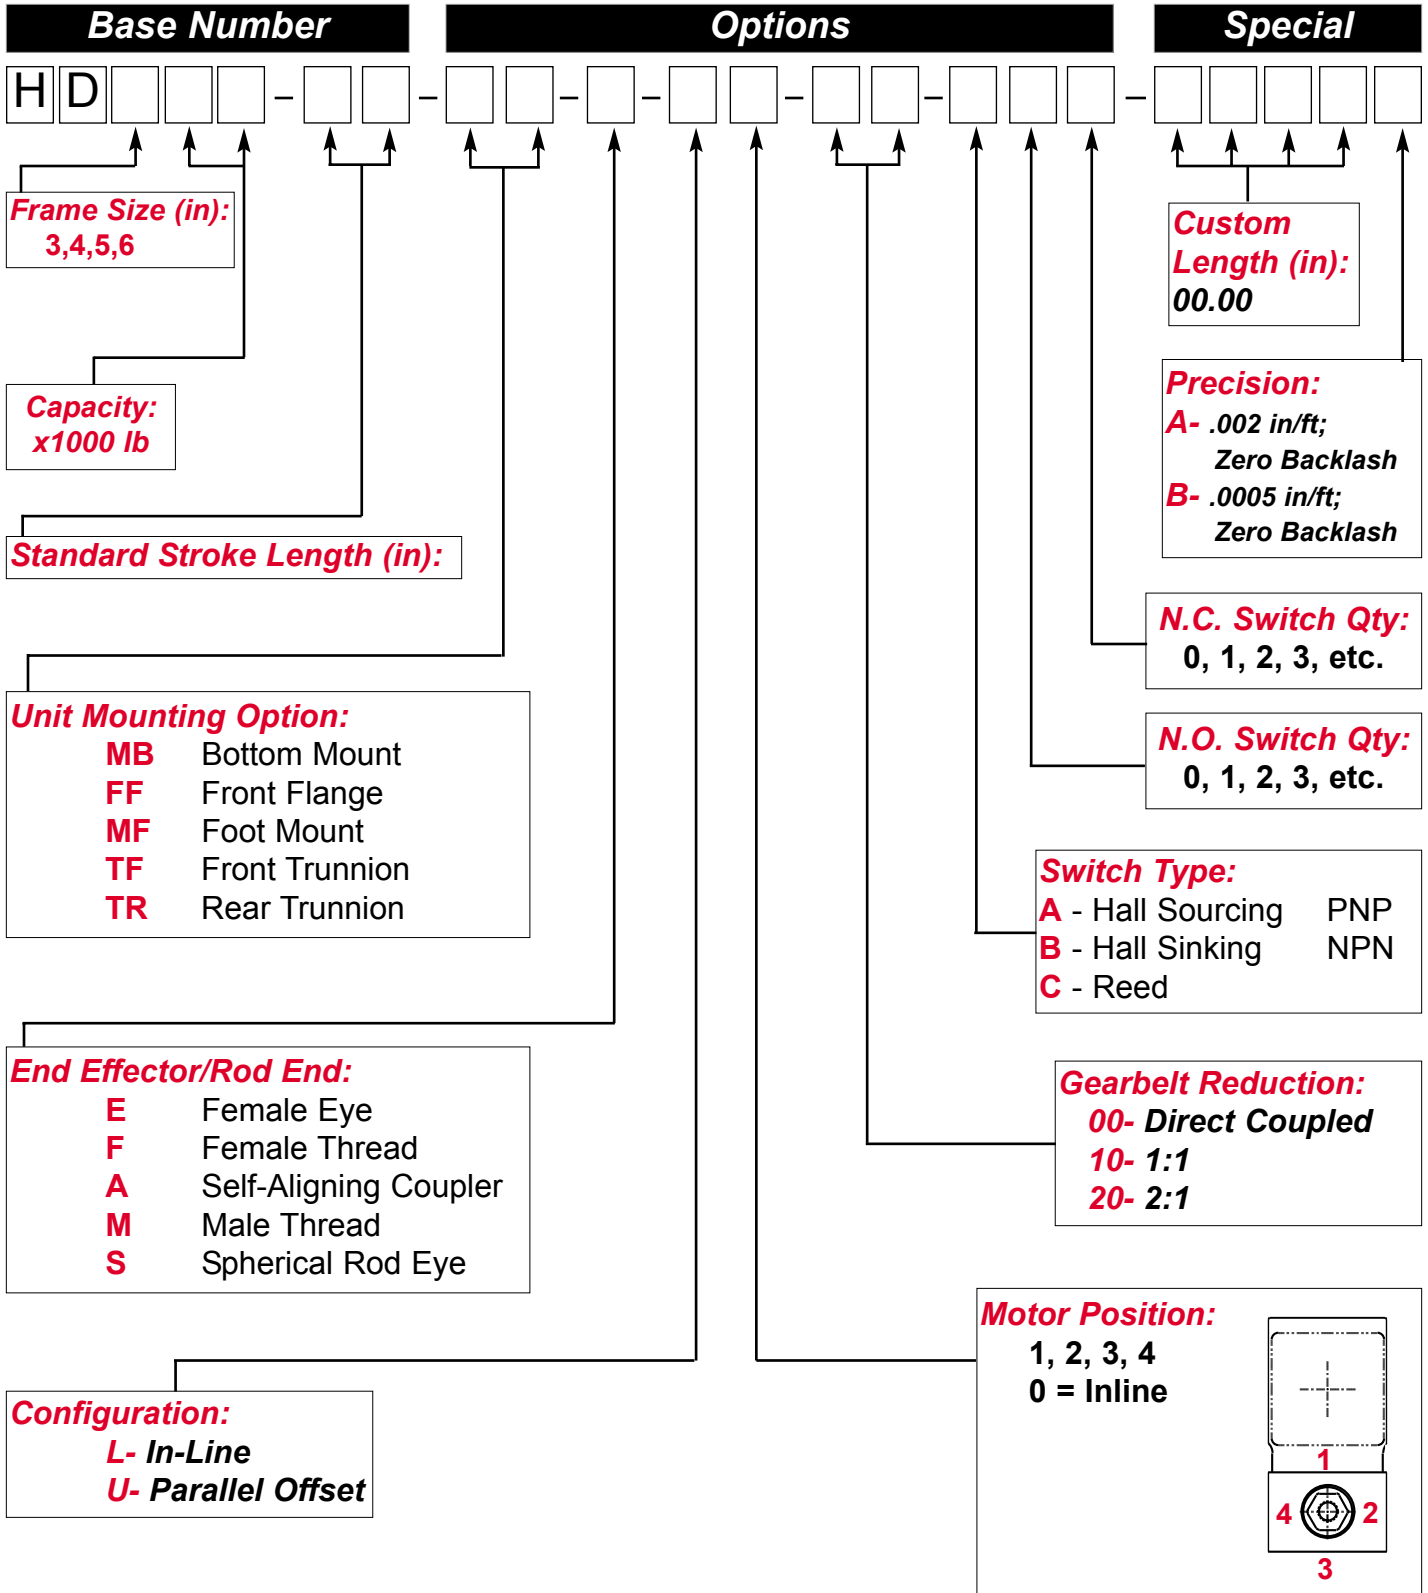 Base Number
Options
Special
H D – – – – – – –
Frame Size (in):
3,4,5,6
Capacity:
x1000 lb
Standard Stroke Length (in):
Unit Mounting Option:
MB Bottom Mount
FF Front Flange
MF Foot Mount
TF Front Trunnion
TR Rear Trunnion
End Effector/Rod End:
E Female Eye
F Female Thread
A Self-Aligning Coupler
M Male Thread
S Spherical Rod Eye
Configuration:
L- In-Line
U- Parallel Offset
Custom
Length (in):
00.00
Precision:
A- .002 in/ft;
Zero Backlash
B- .0005 in/ft;
Zero Backlash
N.C. Switch Qty:
0, 1, 2, 3, etc.
N.O. Switch Qty:
0, 1, 2, 3, etc.
Switch Type:
A - Hall Sourcing PNP
B - Hall Sinking NPN
C - Reed
Gearbelt Reduction:
00- Direct Coupled
10- 1:1
20- 2:1
Motor Position:
1, 2, 3, 4
0 = Inline
1
4 2
3